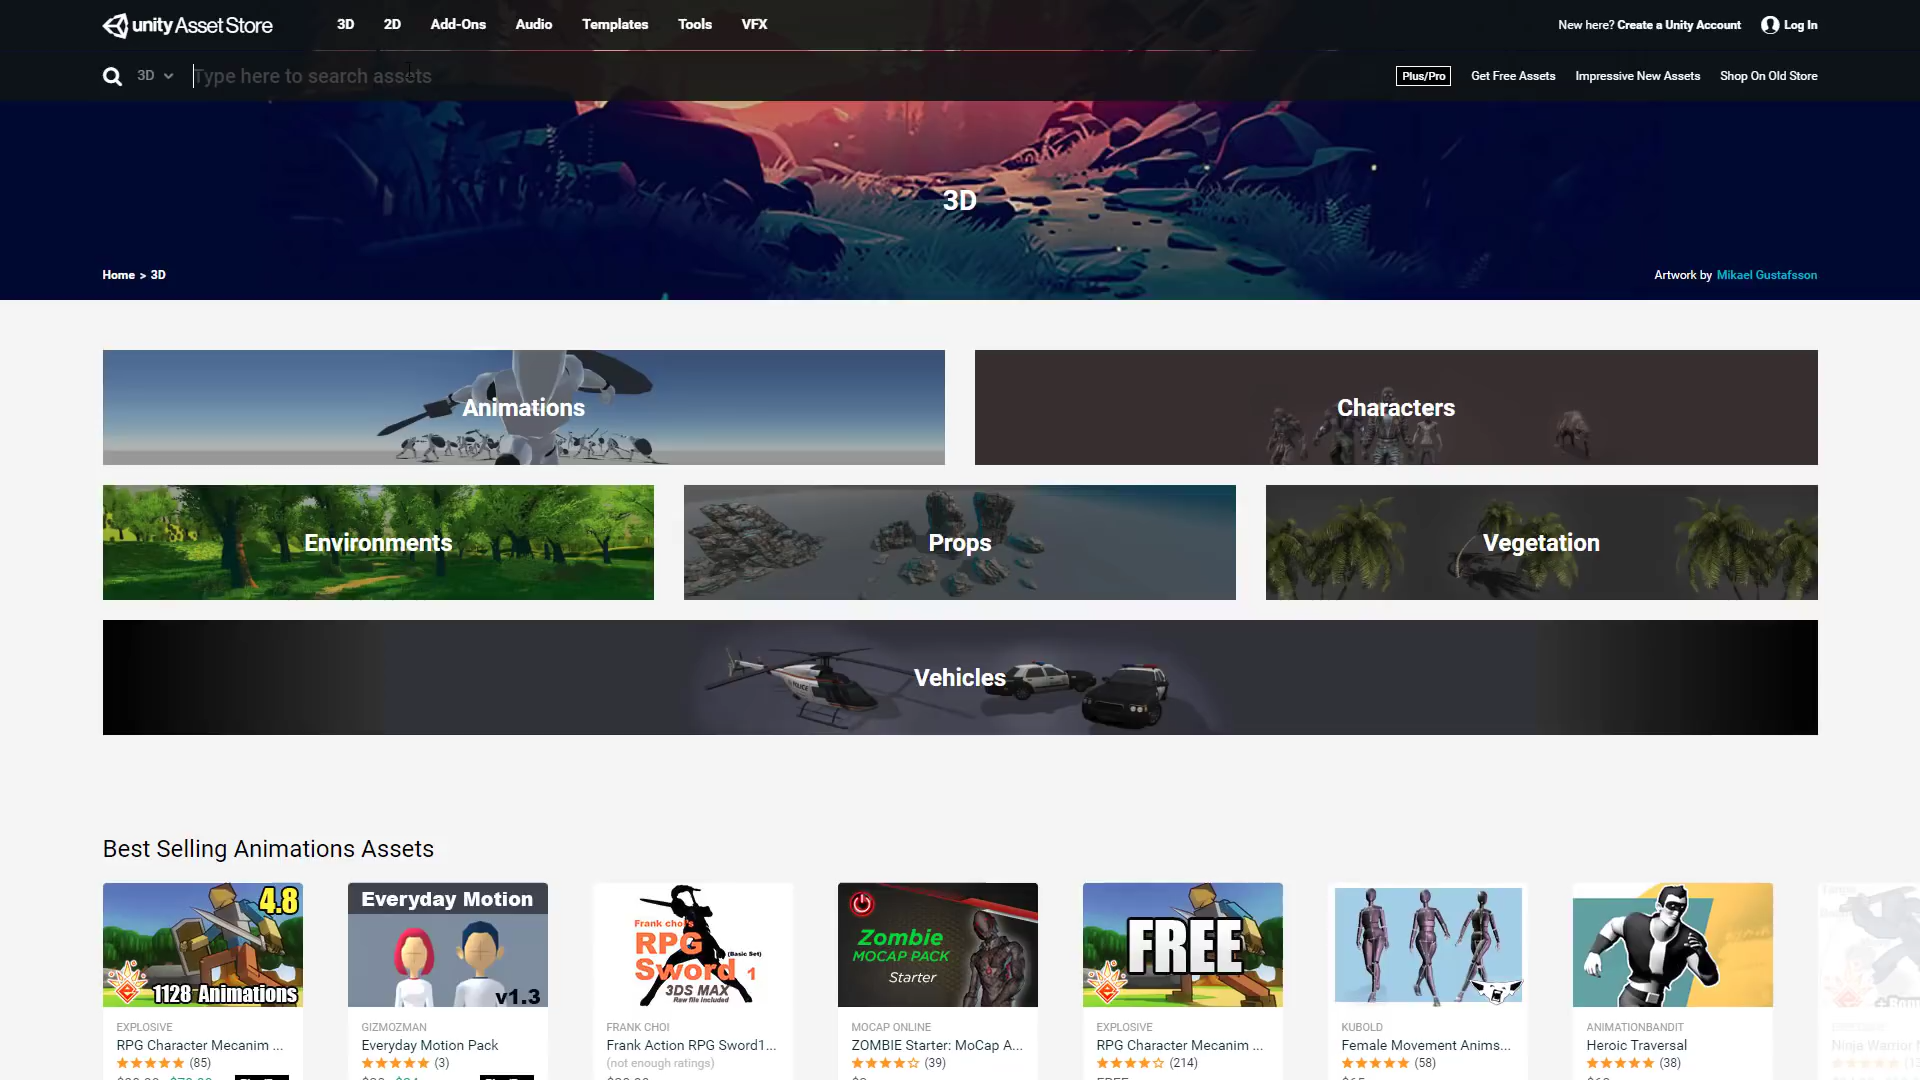 unity Asset Store
3D 2D Add-Ons Audio Templates Tools VFX
New here? Create a Unity Account Log In
3D Type here to search assets
Plus/Pro Get Free Assets Impressive New Assets Shop On Old Store
3D
Home > 3D
Artwork by Mikael Gustafsson
Animations
Characters
Environments
Props
Vegetation
POLICE
Vehicles
Best Selling Animations Assets
4.8
1128 Animations
EXPLOSIVE
RPG Character Mecanim ...
(85)
Everyday Motion
v1.3
GIZMOZMAN
Everyday Motion Pack
(3)
Frank choi's
RPG
(Basic Set)
Sword 1
3DS MAX
Raw file Included
FRANK CHOI
Frank Action RPG Sword1...
(not enough ratings)
Zombie
MOCAP PACK
Starter
MOCAP ONLINE
ZOMBIE Starter: MoCap A...
(39)
FREE
EXPLOSIVE
RPG Character Mecanim ...
(214)
KUBOLD
Female Movement Anims...
(58)
ANIMATIONBANDIT
Heroic Traversal
(38)
Ninja Warrior